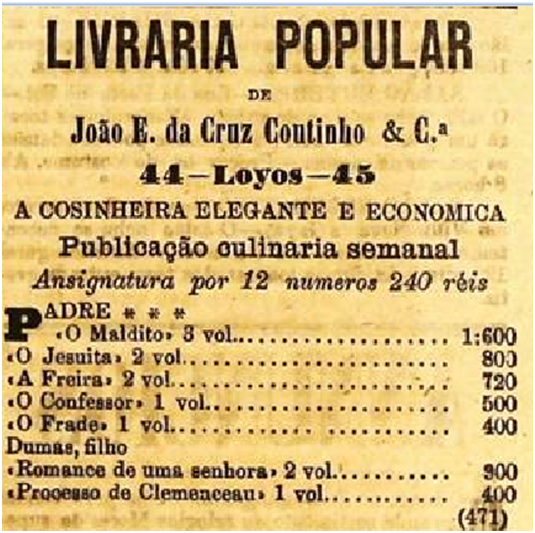 LIVRARIA POPULAR
DE
João E. da Cruz Coutinho & C.ª
44—Loyos—45
A COSINHEIRA ELEGANTE E ECONOMICA
Publicação culinaria semanal
Ansignatura por 12 numeros 240 réis
PADRE * * *
«O Maldito» 3 vol.................... 1:600
«O Jesuita» 2 vol........................ 800
«A Freira» 2 vol......................... 720
«O Confessor» 1 vol..................... 500
«O Frade» 1 vol......................... 400
Dumas, filho
«Romance de uma senhora» 2 vol....... 900
«Processo de Clemenceau» 1 vol........... 400
(471)